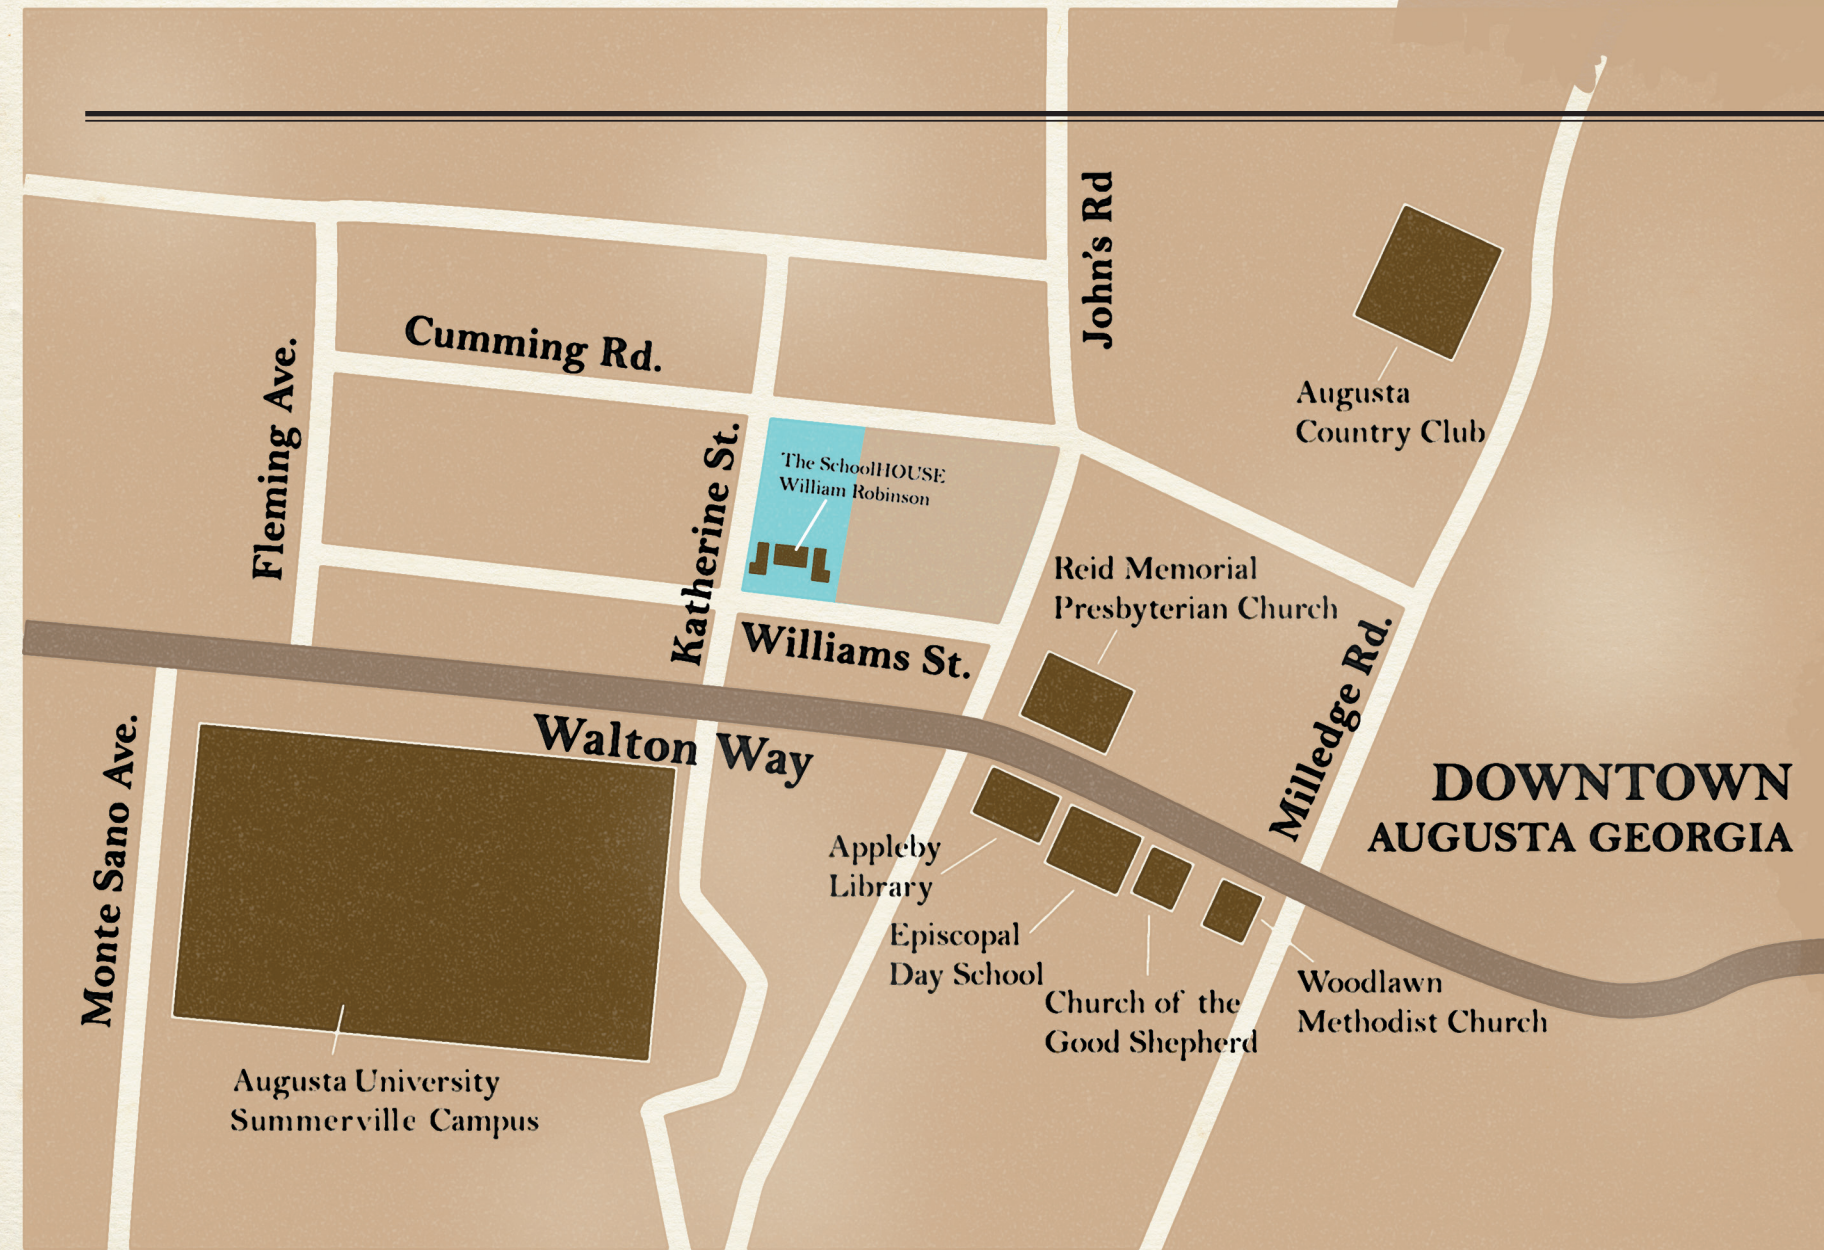 John's Rd
Cumming Rd.
Fleming Ave.
Augusta
Country Club
Katherine St.
The SchoolHOUSE
William Robinson
Reid Memorial
Presbyterian Church
Williams St.
Milledge Rd.
Walton Way
Monte Sano Ave.
DOWNTOWN
AUGUSTA GEORGIA
Appleby
Library
Episcopal
Day School
Church of the
Good Shepherd
Woodlawn
Methodist Church
Augusta University
Summerville Campus